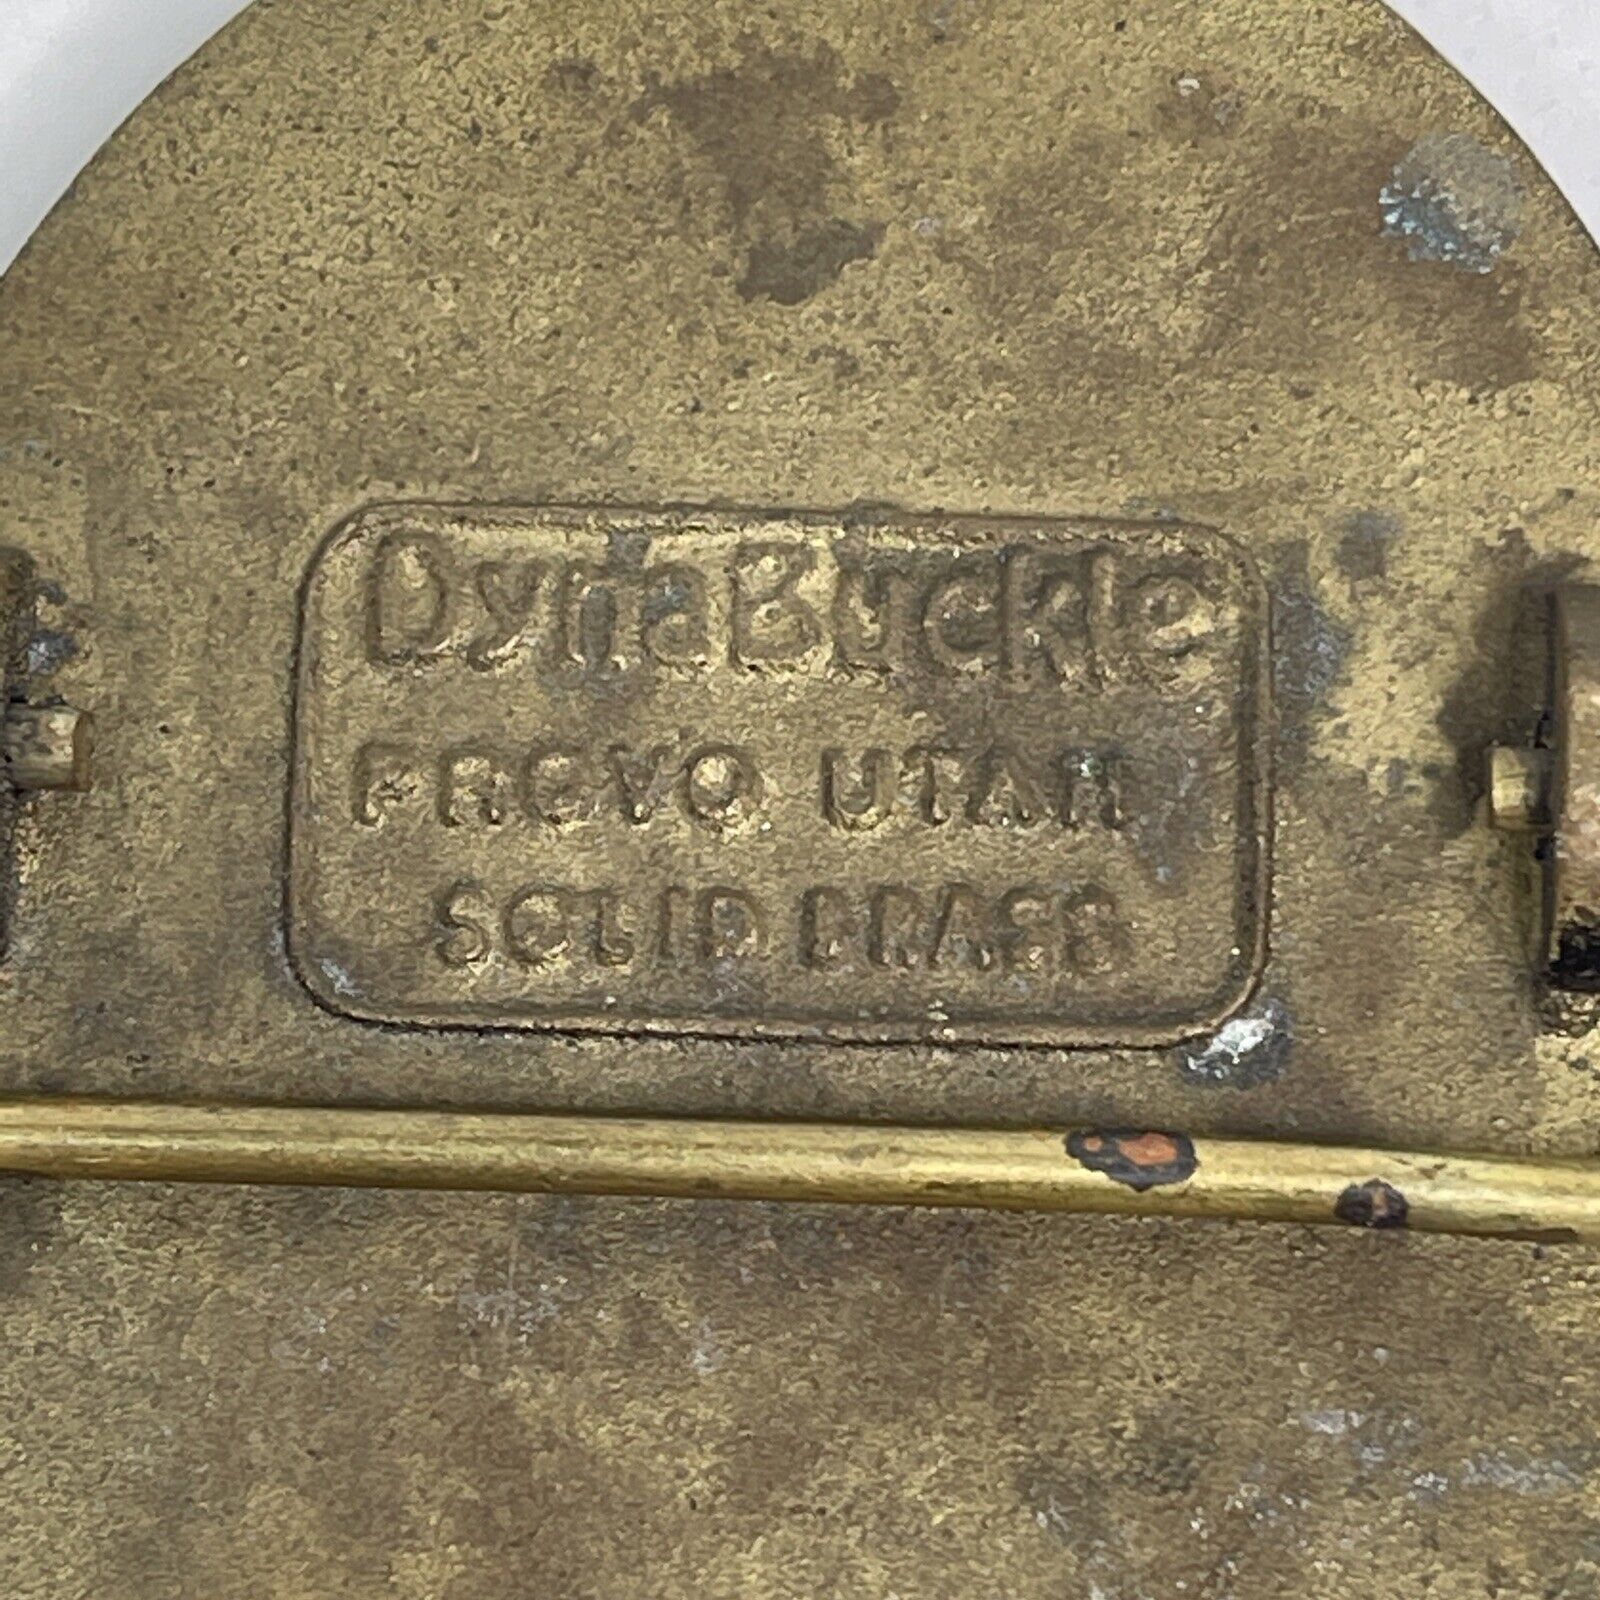 DynaBuckle
PROVO UTAH
SOLID BRASS